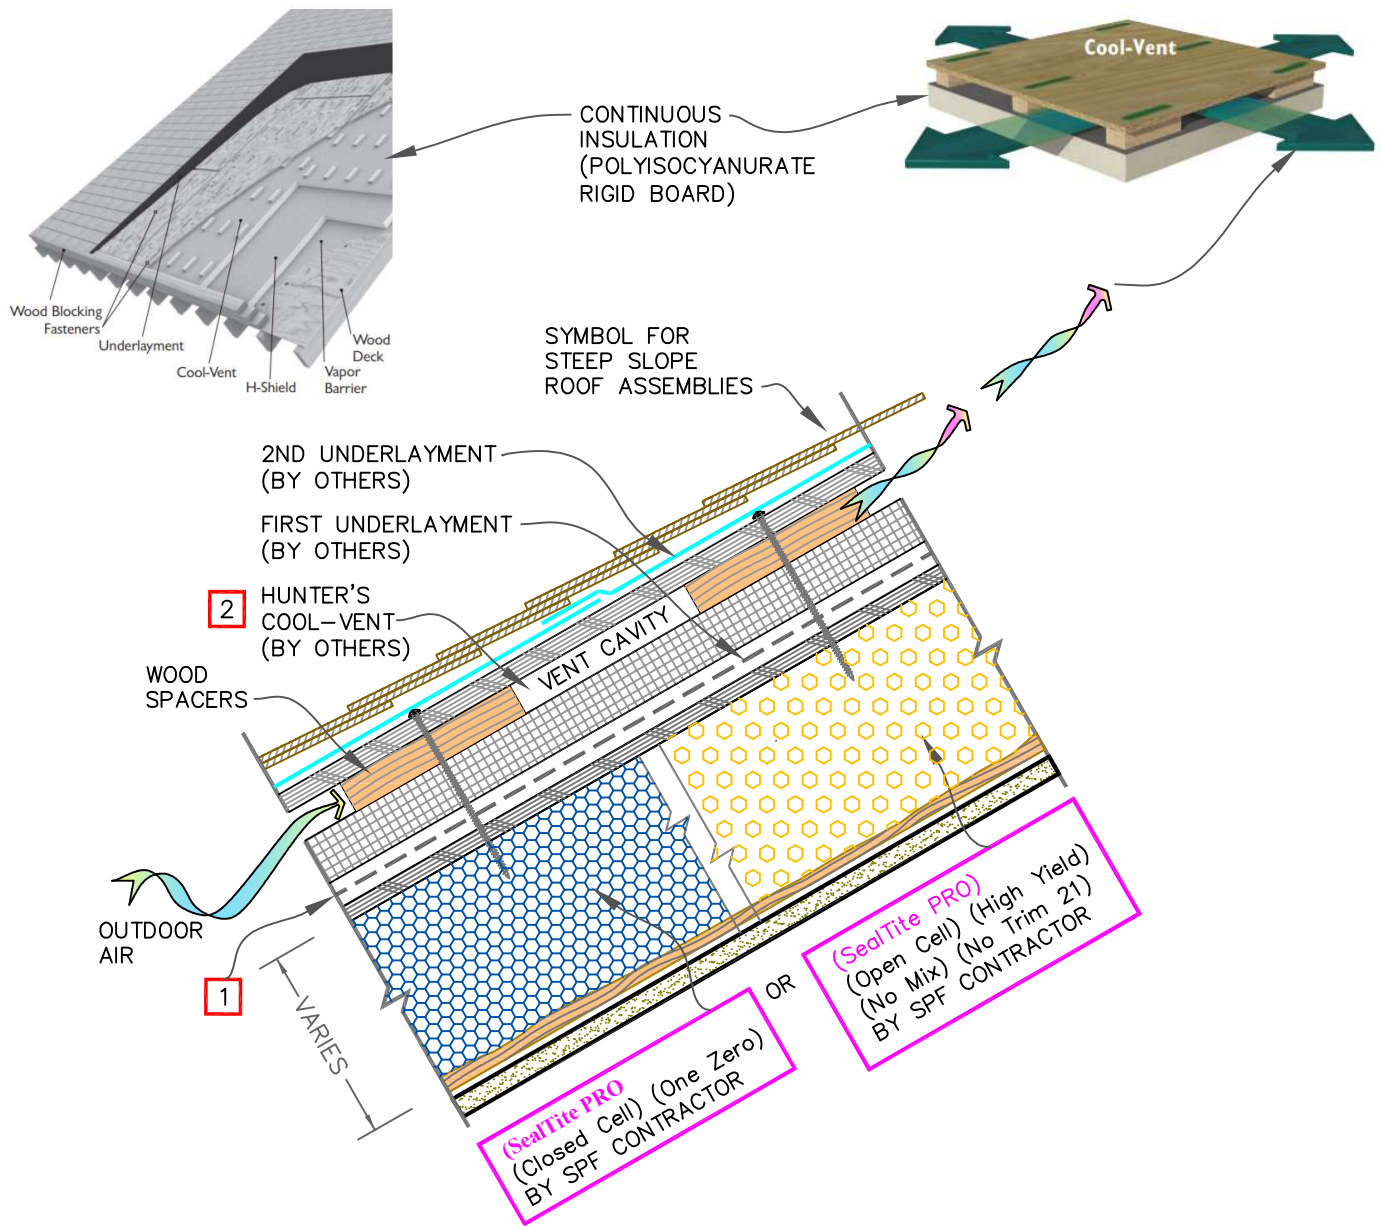 Cool-Vent
CONTINUOUS
INSULATION
(POLYISOCYANURATE
RIGID BOARD)
Wood Blocking
Fasteners
Underlayment
Cool-Vent
H-Shield
Wood
Deck
Vapor
Barrier
SYMBOL FOR
STEEP SLOPE
ROOF ASSEMBLIES
2ND UNDERLAYMENT
(BY OTHERS)
FIRST UNDERLAYMENT
(BY OTHERS)
2
HUNTER'S
COOL-VENT
(BY OTHERS)
WOOD
SPACERS
VENT CAVITY
OUTDOOR
AIR
1
VARIES
(SealTite PRO
(Closed Cell) (One Zero)
BY SPF CONTRACTOR
OR
(SealTite PRO)
(Open Cell) (High Yield)
(No Mix) (No Trim 21)
BY SPF CONTRACTOR